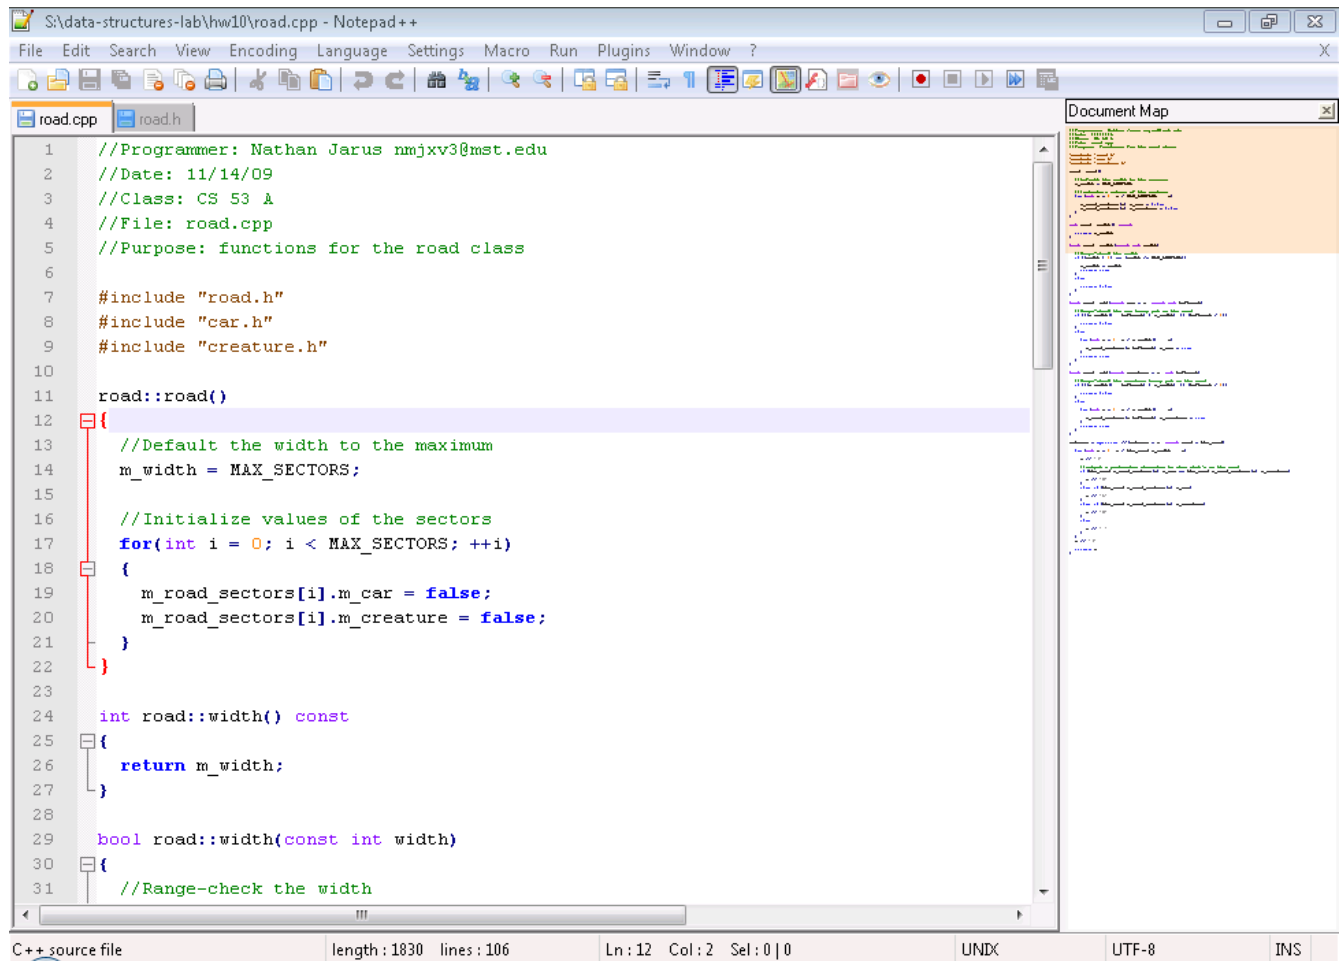 S:\data-structures-lab\hw10\road.cpp - Notepad++
File Edit Search View Encoding Language Settings Macro Run Plugins Window ? X
road.cpp road.h
Document Map
1 //Programmer: Nathan Jarus nmjxv3@mst.edu
2 //Date: 11/14/09
3 //Class: CS 53 A
4 //File: road.cpp
5 //Purpose: functions for the road class
6
7 #include "road.h"
8 #include "car.h"
9 #include "creature.h"
10
11 road::road()
12 {
13 //Default the width to the maximum
14 m_width = MAX_SECTORS;
15
16 //Initialize values of the sectors
17 for(int i = 0; i < MAX_SECTORS; ++i)
18 {
19 m_road_sectors[i].m_car = false;
20 m_road_sectors[i].m_creature = false;
21 }
22 }
23
24 int road::width() const
25 {
26 return m_width;
27 }
28
29 bool road::width(const int width)
30 {
31 //Range-check the width
C++ source file length : 1830 lines : 106 Ln : 12 Col : 2 Sel : 0 | 0 UNIX UTF-8 INS